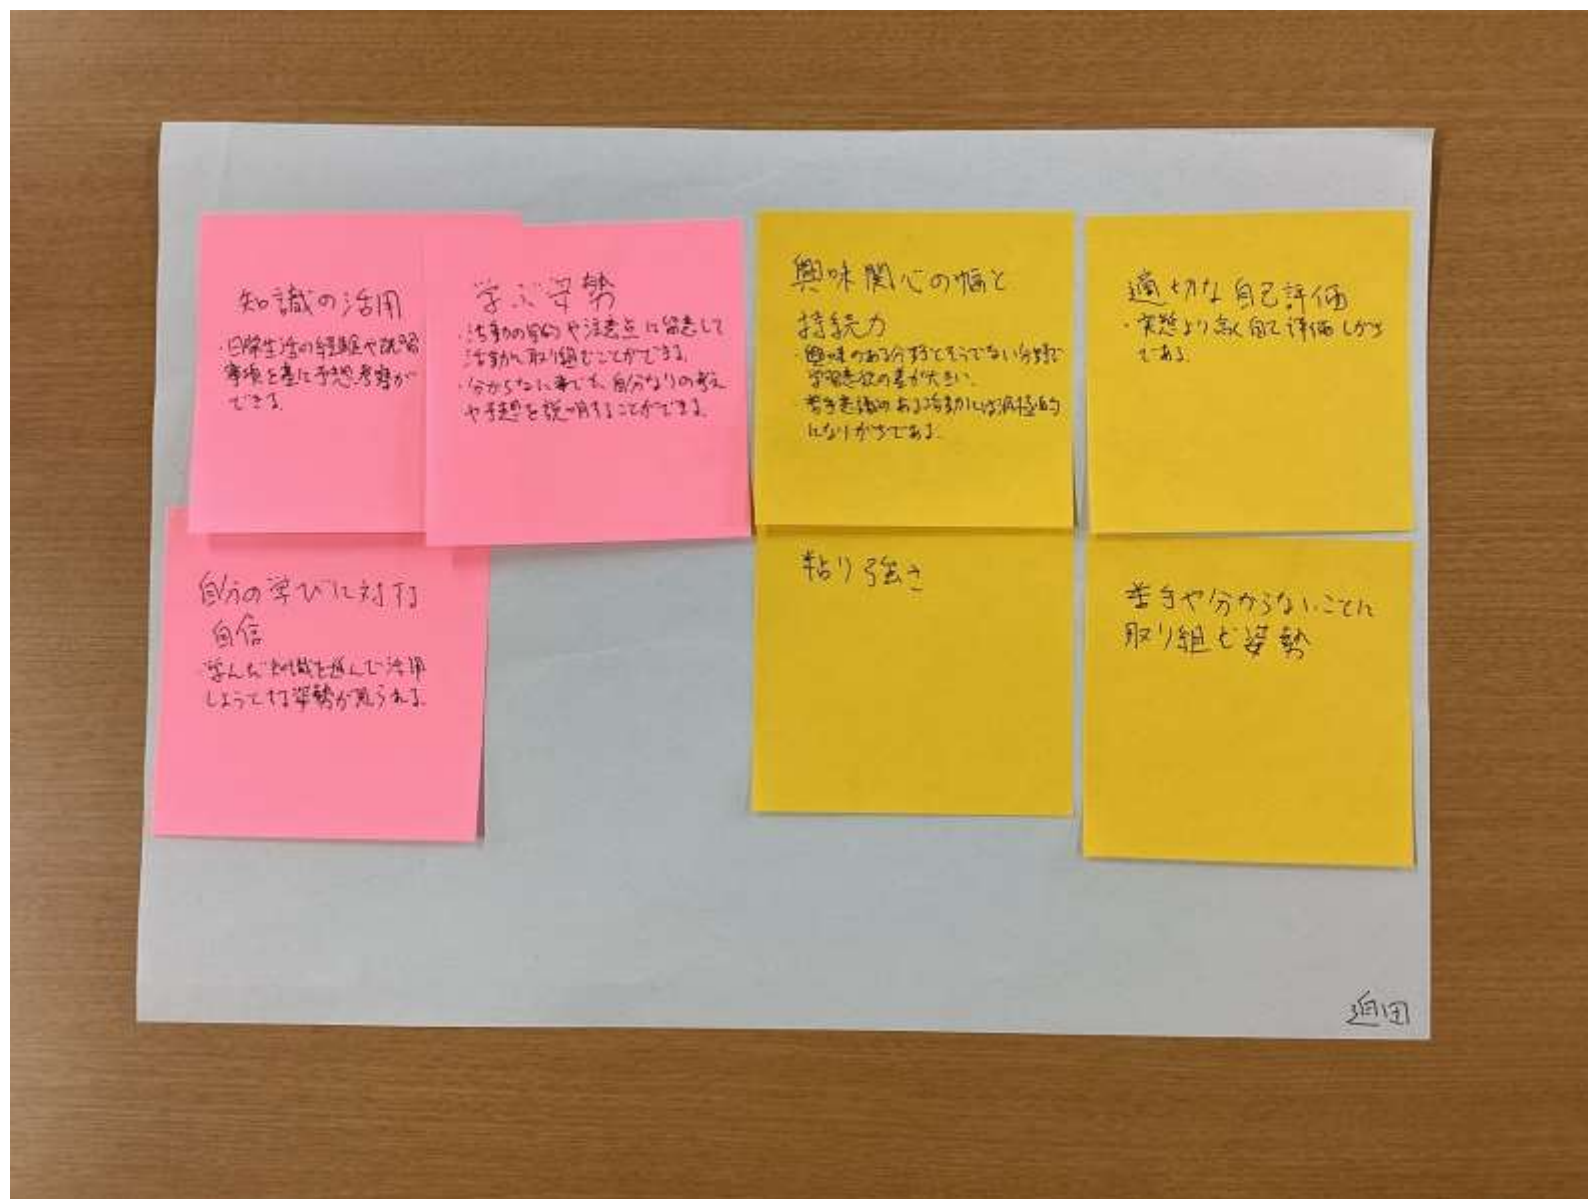 知識の活用
・日常生活の経験や既習
事項を基に予想、考察が
できる。
学ぶ姿勢
・活動の目的や注意点に留意して
活動に取り組むことができる。
・分からない事でも、自分なりの考え
や予想を説明することができる。
自分の学びに対する
自信
・学んだ知識を進んで活用
しようとする姿勢が見られる。
興味関心の幅と
持続力
・興味のある分野とそうでない分野で
学習意欲の差が大きい。
・苦手意識のある活動には消極的
になりがちである。
適切な自己評価
・実態より高く自己評価しがち
である。
粘り強さ
苦手や分からないことに
取り組む姿勢
迫田